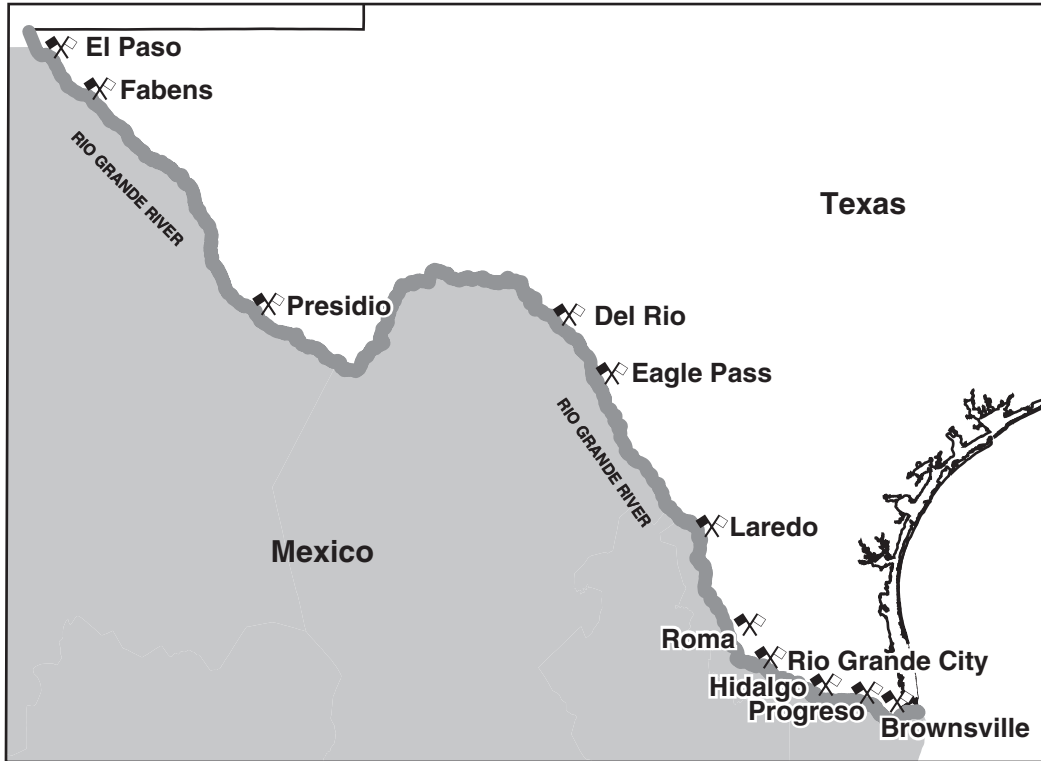 El Paso
Fabens
RIO GRANDE RIVER
Texas
Presidio
Del Rio
Eagle Pass
RIO GRANDE RIVER
Laredo
Mexico
Roma
Rio Grande City
Hidalgo
Progreso
Brownsville